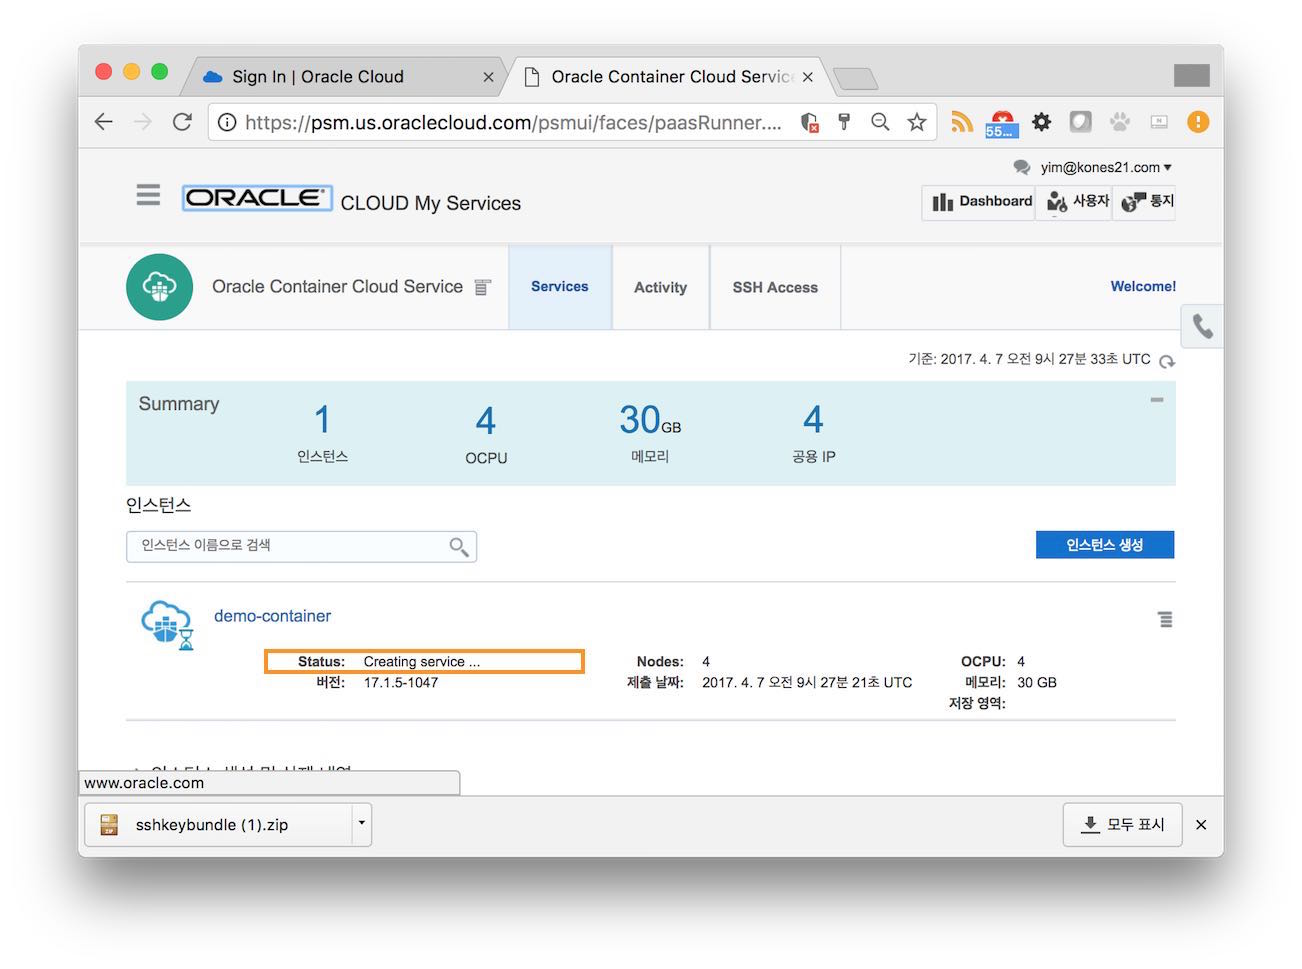 Sign In | Oracle Cloud
Oracle Container Cloud Servic
https://psm.us.oraclecloud.com/psmui/faces/paasRunner....
55...
yim@kones21.com
ORACLE CLOUD My Services
Dashboard
사용자
통지
Oracle Container Cloud Service
Services
Activity
SSH Access
Welcome!
기준: 2017. 4. 7 오전 9시 27분 33초 UTC
Summary
1
인스턴스
4
OCPU
30GB
메모리
4
공용 IP
인스턴스
인스턴스 이름으로 검색
인스턴스 생성
demo-container
Status: Creating service ...
Nodes: 4
OCPU: 4
버전: 17.1.5-1047
제출 날짜: 2017. 4. 7 오전 9시 27분 21초 UTC
메모리: 30 GB
저장 영역:
www.oracle.com
sshkeybundle (1).zip
모두 표시